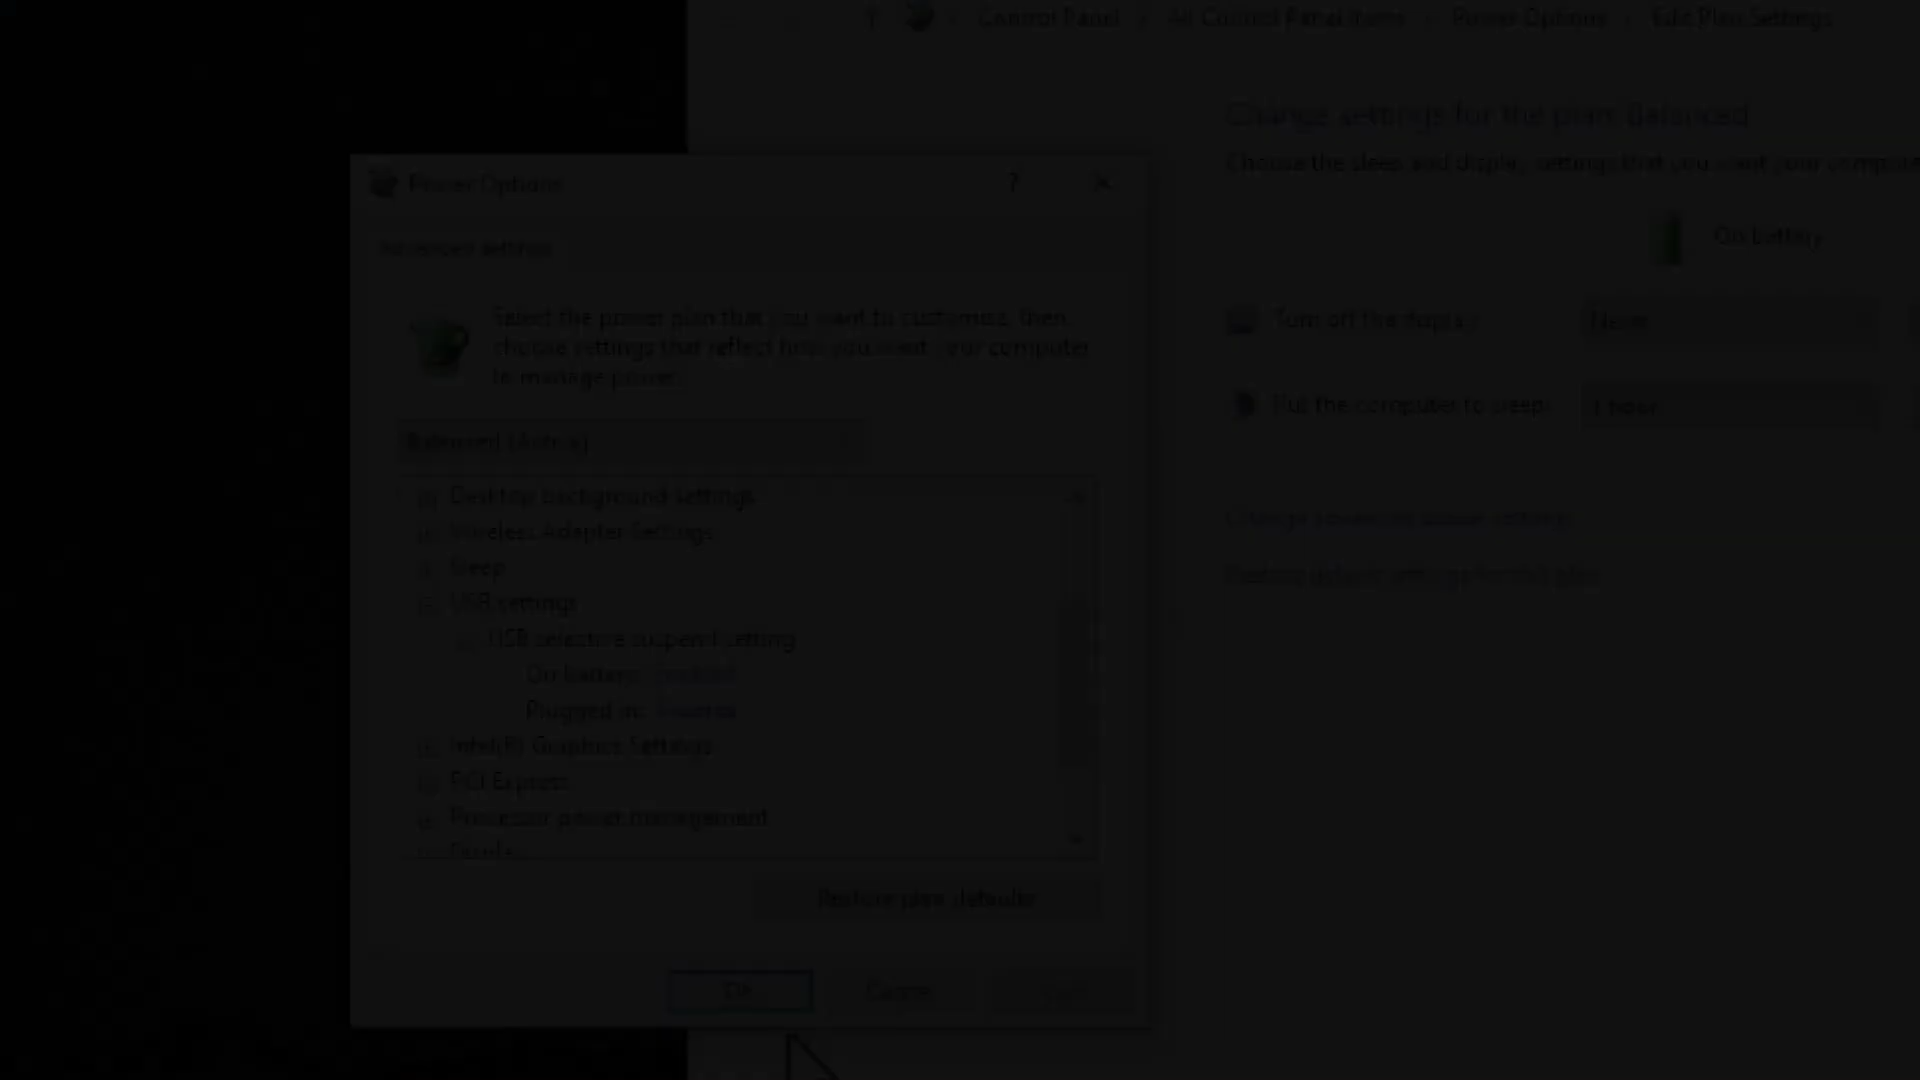 Control Panel All Control Panel Items Power Options Edit Plan Settings
Change settings for the plan: Balanced
Choose the sleep and display settings that you want your compute
On battery
Turn off the display: Never
Put the computer to sleep: 1 hour
Change advanced power settings
Restore default settings for this plan
Power Options ?
Advanced settings
Select the power plan that you want to customize, then
choose settings that reflect how you want your computer
to manage power.
Balanced [Active]
Desktop background settings
Wireless Adapter Settings
Sleep
USB settings
USB selective suspend setting
On battery: Enabled
Plugged in:
Intel(R) Graphics Settings
PCI Express
Processor power management
Restore plan defaults
OK Cancel